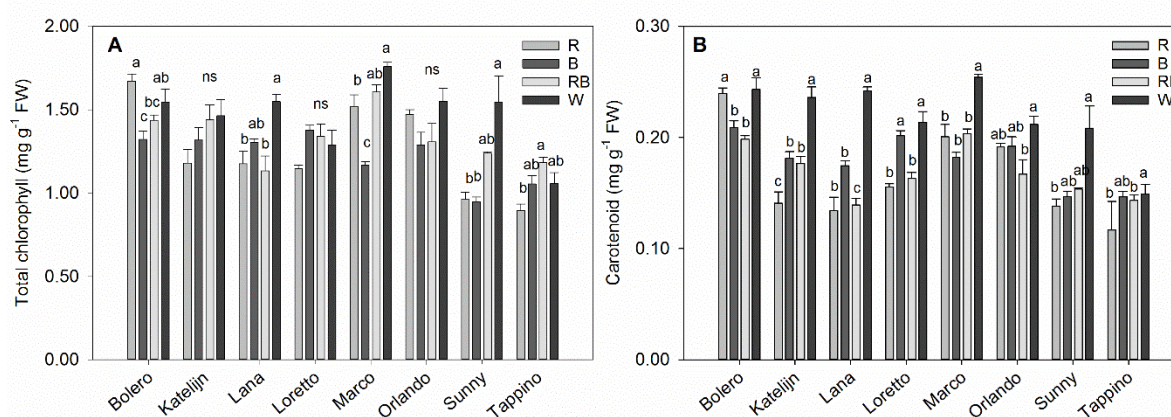 2.00
A
R
B
RB
W
a
ab
bc
c
ns
a
ab
b
b
ns
a
ab
b
c
ns
a
ab
b
b
a
ab
ab
b
1.50
1.00
0.50
0.00
Total chlorophyll (mg g-1 FW)
Bolero
Katelijn
Lana
Loretto
Marco
Orlando
Sunny
Tappino
0.30
B
R
B
RB
W
a
a
b
b
a
b
b
c
a
b
b
c
a
a
b
b
a
b
b
b
a
ab
ab
b
a
ab
ab
b
a
ab
b
b
0.20
0.10
0.00
Carotenoid (mg g-1 FW)
Bolero
Katelijn
Lana
Loretto
Marco
Orlando
Sunny
Tappino